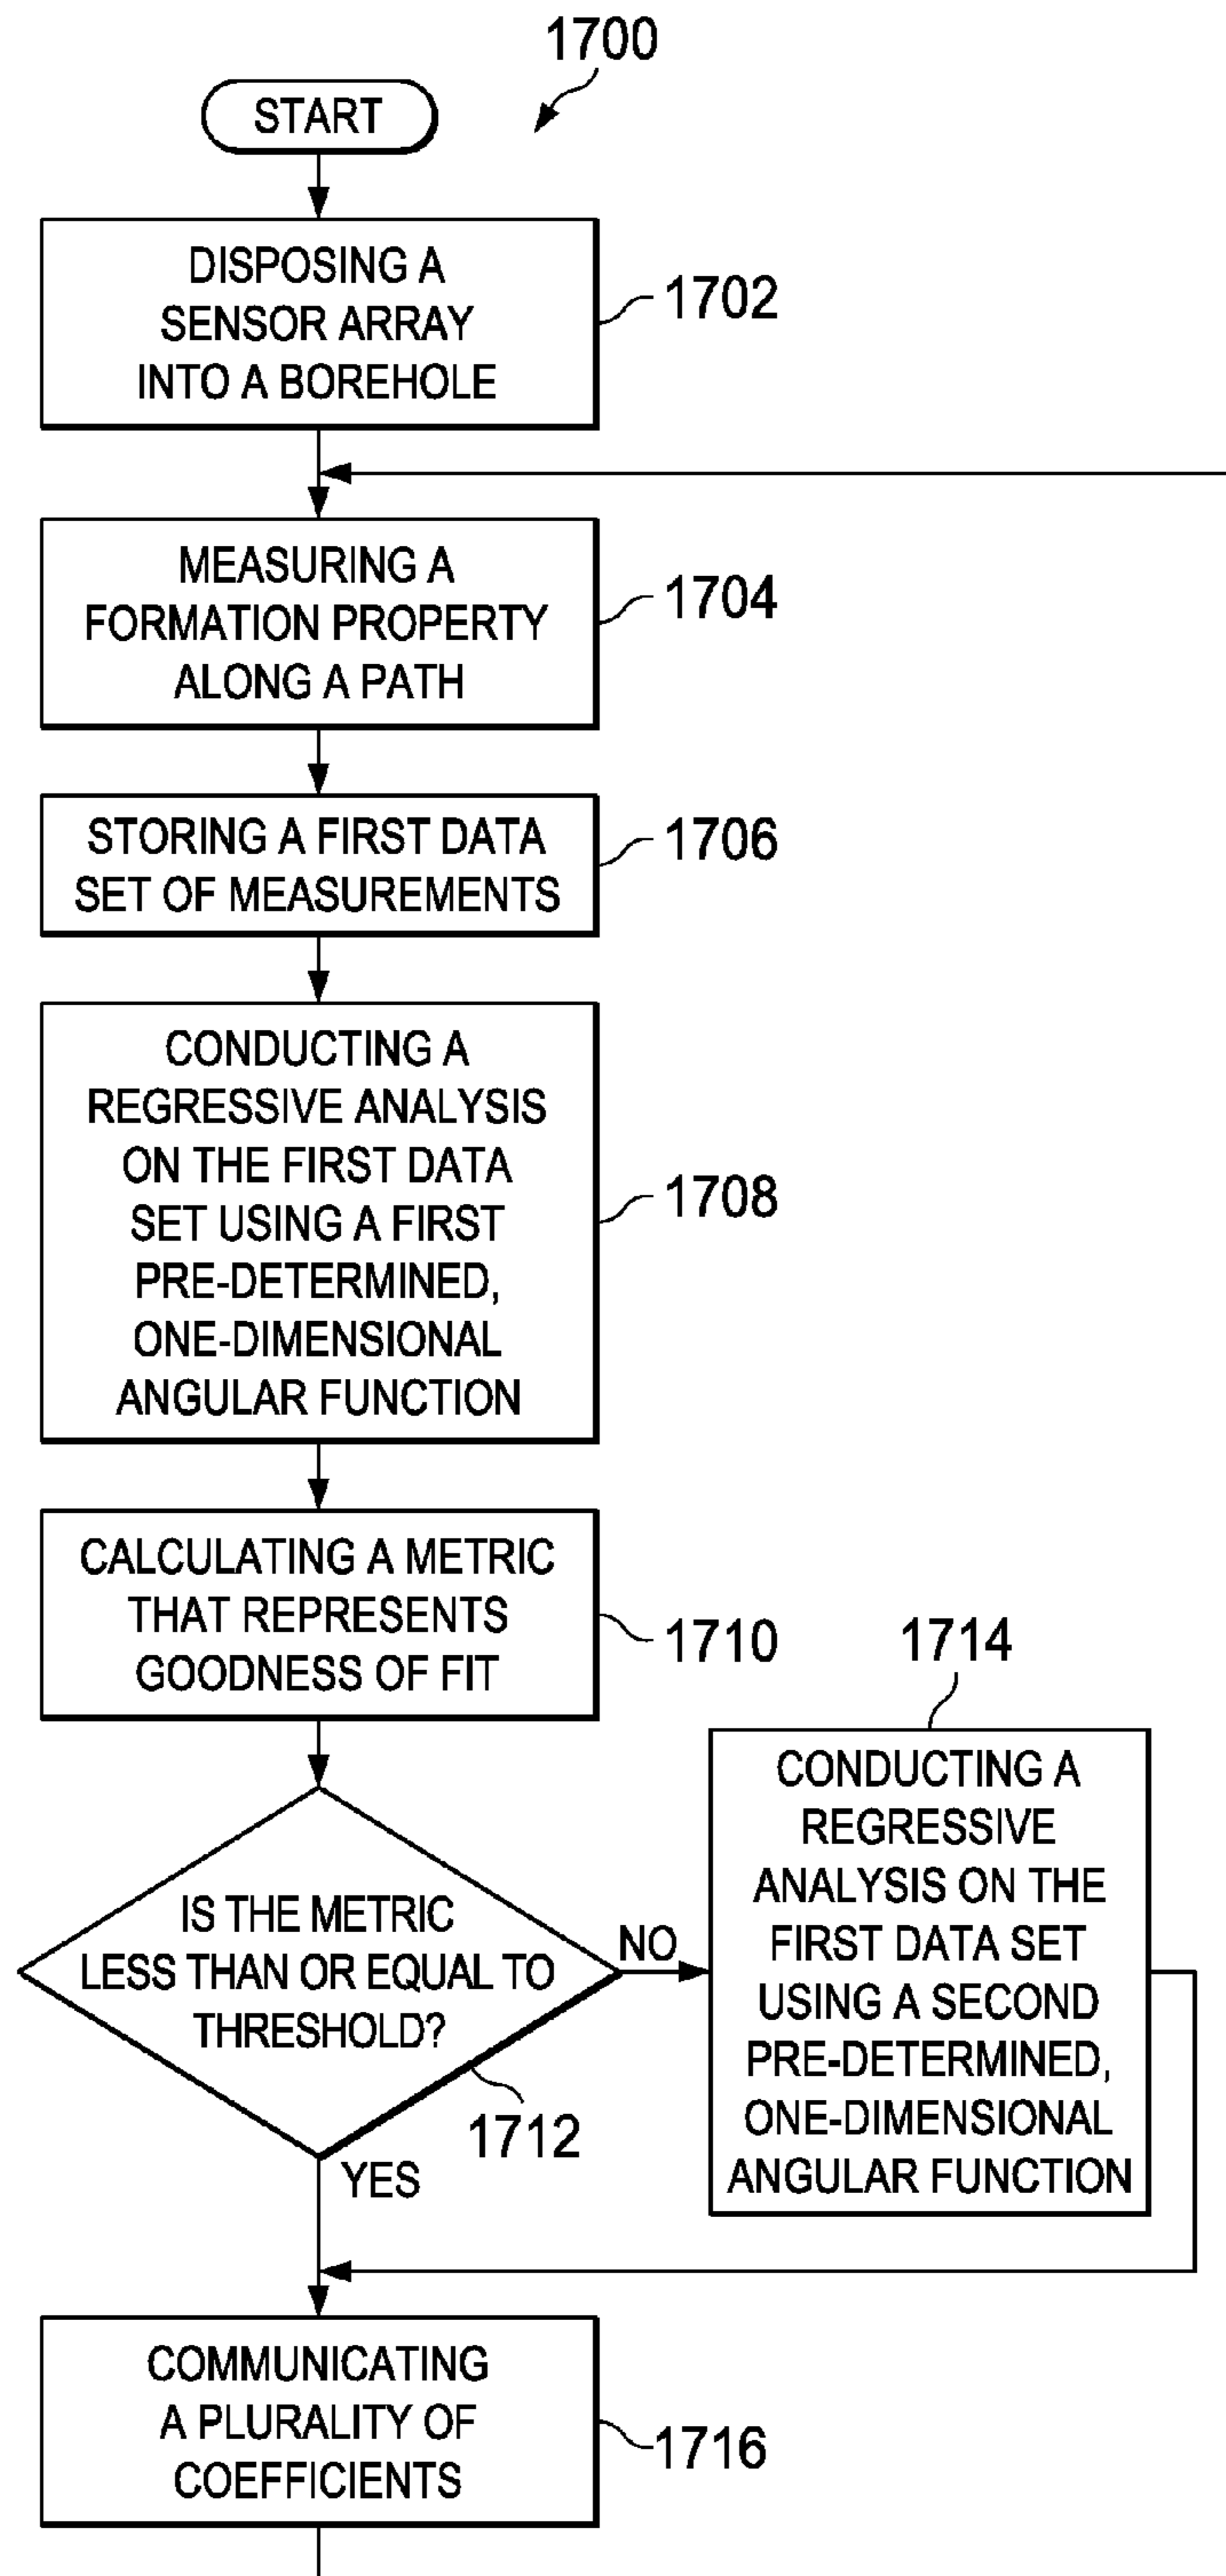 1700
START
DISPOSING A
SENSOR ARRAY
INTO A BOREHOLE
1702
MEASURING A
FORMATION PROPERTY
ALONG A PATH
1704
STORING A FIRST DATA
SET OF MEASUREMENTS
1706
CONDUCTING A
REGRESSIVE ANALYSIS
ON THE FIRST DATA
SET USING A FIRST
PRE-DETERMINED,
ONE-DIMENSIONAL
ANGULAR FUNCTION
1708
CALCULATING A METRIC
THAT REPRESENTS
GOODNESS OF FIT
1710
IS THE METRIC
LESS THAN OR EQUAL TO
THRESHOLD?
1712
NO
1714
CONDUCTING A
REGRESSIVE
ANALYSIS ON THE
FIRST DATA SET
USING A SECOND
PRE-DETERMINED,
ONE-DIMENSIONAL
ANGULAR FUNCTION
YES
COMMUNICATING
A PLURALITY OF
COEFFICIENTS
1716